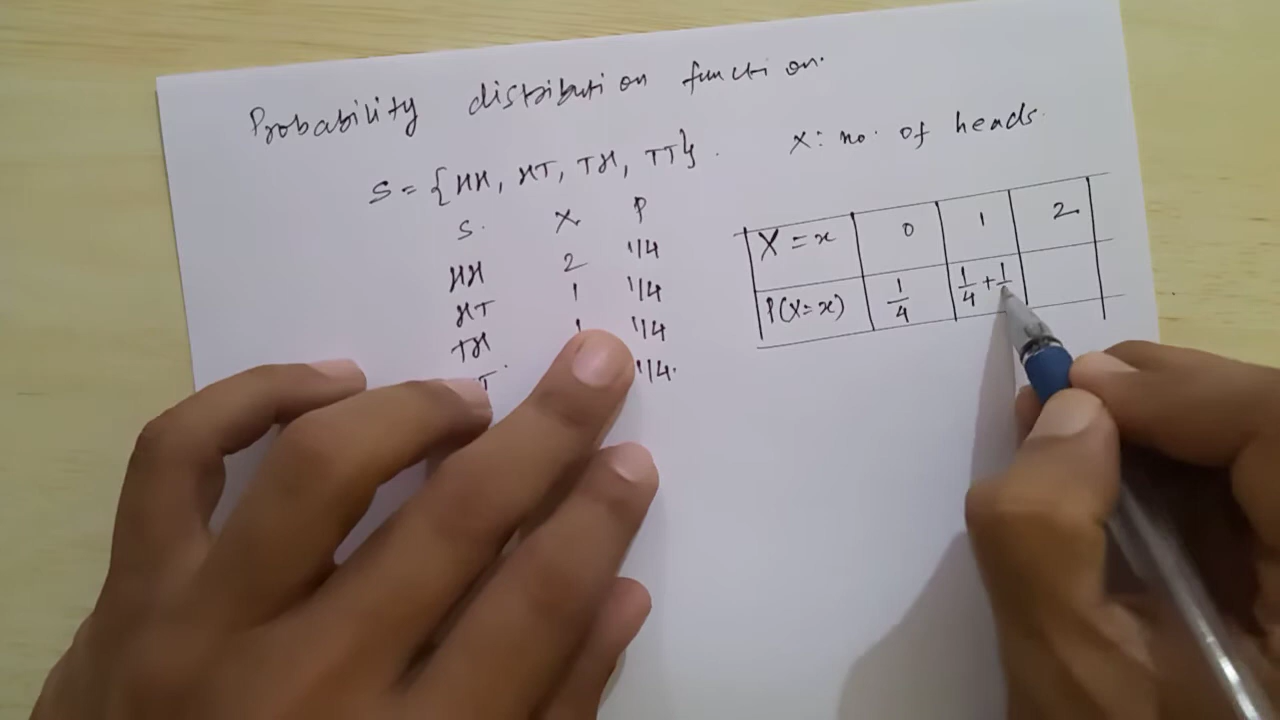 Probability distribution function.
S = {HH, HT, TH, TT}.
X: no. of heads.
S. X P
HH 2 1/4
HT 1 1/4
TH 1 1/4
T. 1/4.
X = x 0 1 2
P(X=x) 1/4 1/4 + 1/